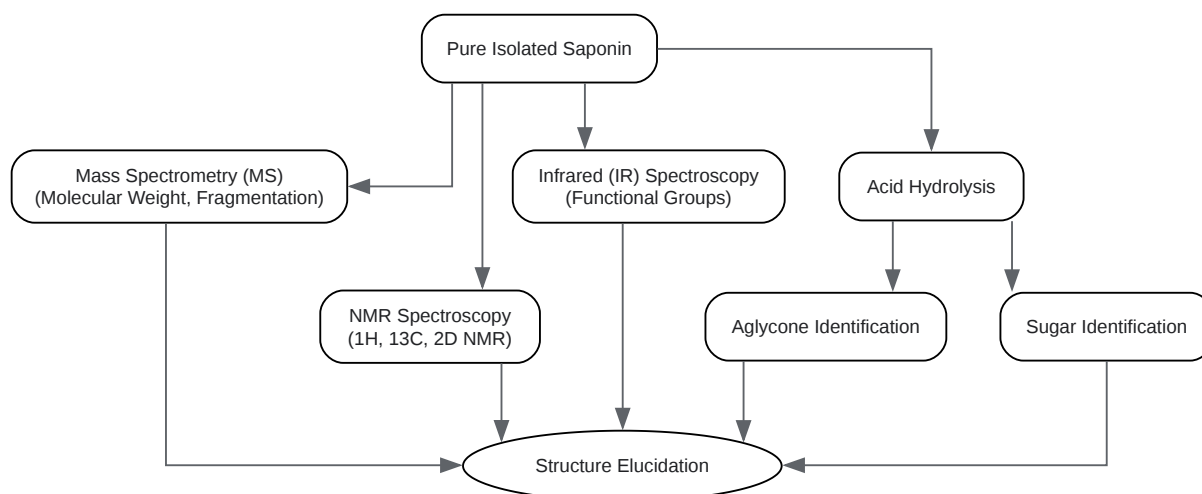 Pure Isolated Saponin
Mass Spectrometry (MS)
(Molecular Weight, Fragmentation)
Infrared (IR) Spectroscopy
(Functional Groups)
Acid Hydrolysis
NMR Spectroscopy
(1H, 13C, 2D NMR)
Aglycone Identification
Sugar Identification
Structure Elucidation